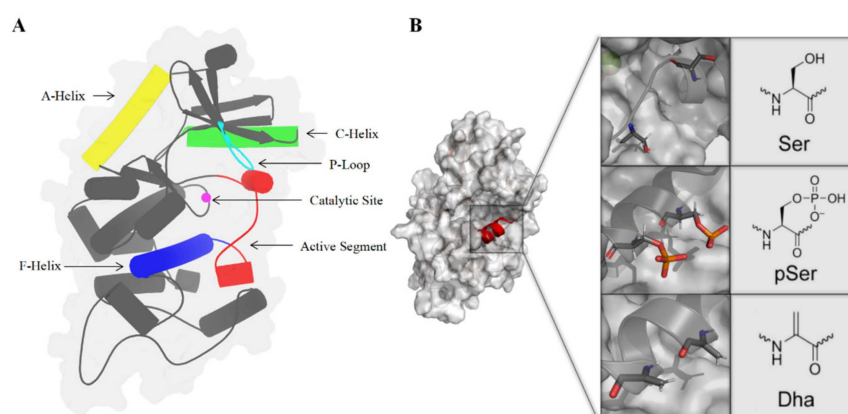 A
A-Helix
C-Helix
P-Loop
Catalytic Site
Active Segment
F-Helix
B
OH
N
H
O
Ser
O
O P OH
O-
N
H
O
pSer
N
H
O
Dha